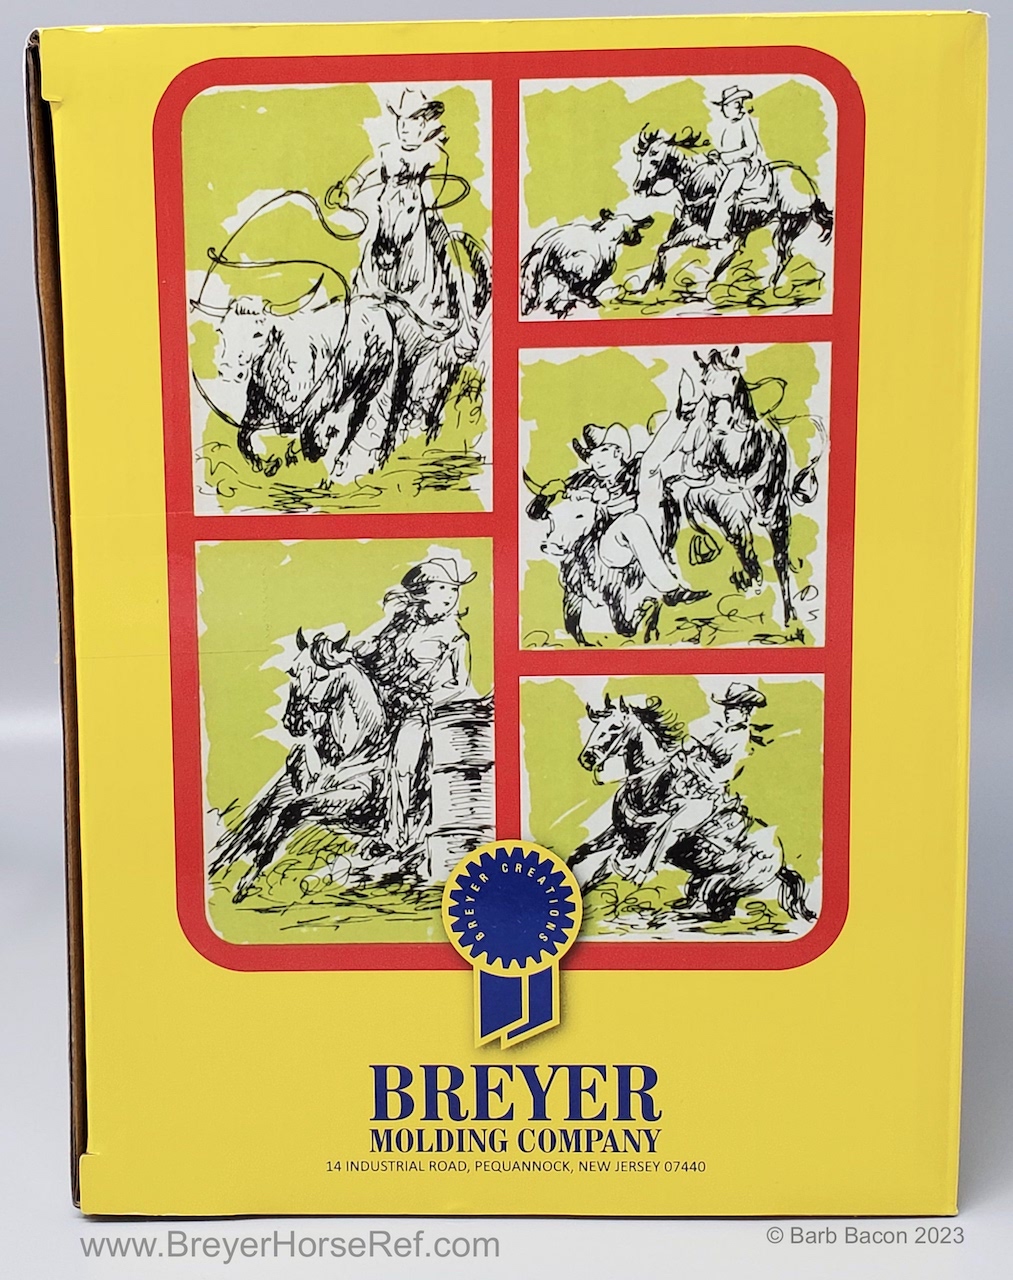 BREYER CREATIONS
BREYER
MOLDING COMPANY
14 INDUSTRIAL ROAD, PEQUANNOCK, NEW JERSEY 07440
www.BreyerHorseRef.com
© Barb Bacon 2023